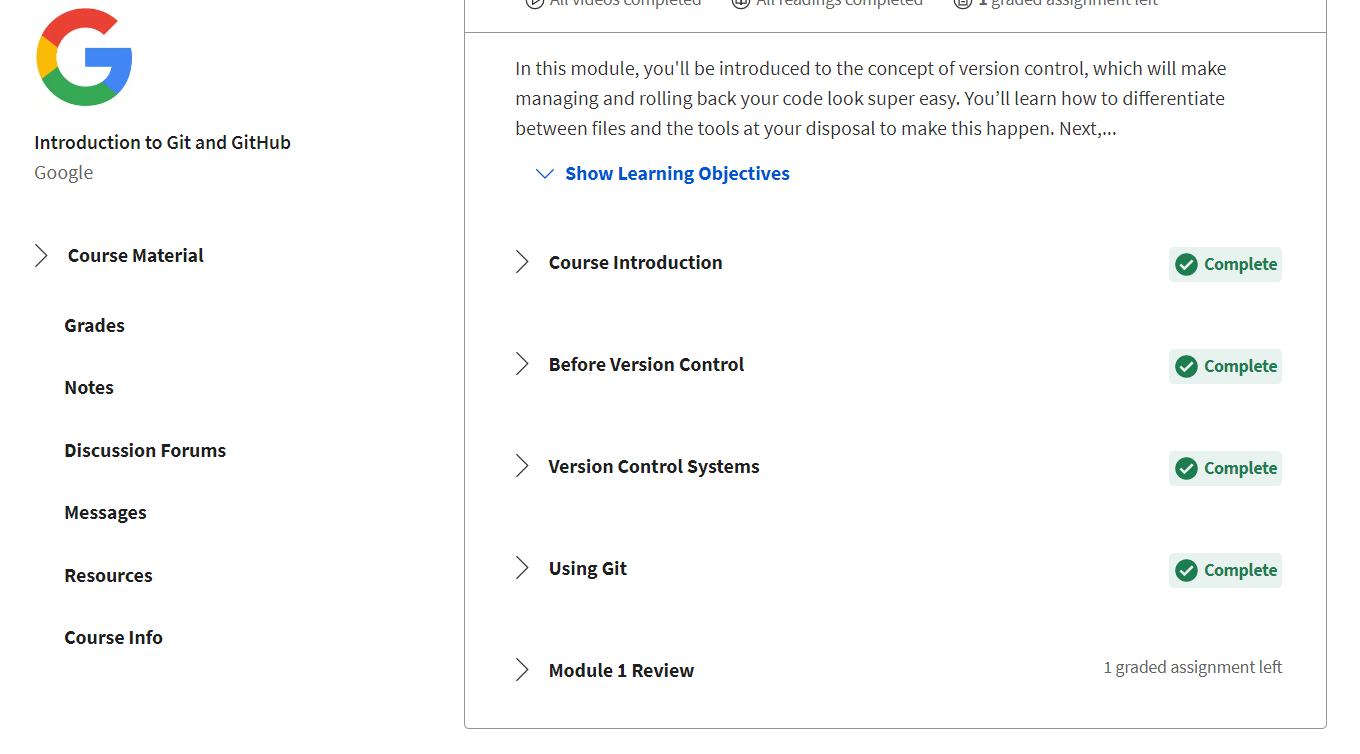 Introduction to Git and GitHub
Google
Course Material
Grades
Notes
Discussion Forums
Messages
Resources
Course Info
All videos completed
All readings completed
1 graded assignment left
In this module, you'll be introduced to the concept of version control, which will make
managing and rolling back your code look super easy. You’ll learn how to differentiate
between files and the tools at your disposal to make this happen. Next,...
Show Learning Objectives
Course Introduction
Complete
Before Version Control
Complete
Version Control Systems
Complete
Using Git
Complete
Module 1 Review
1 graded assignment left